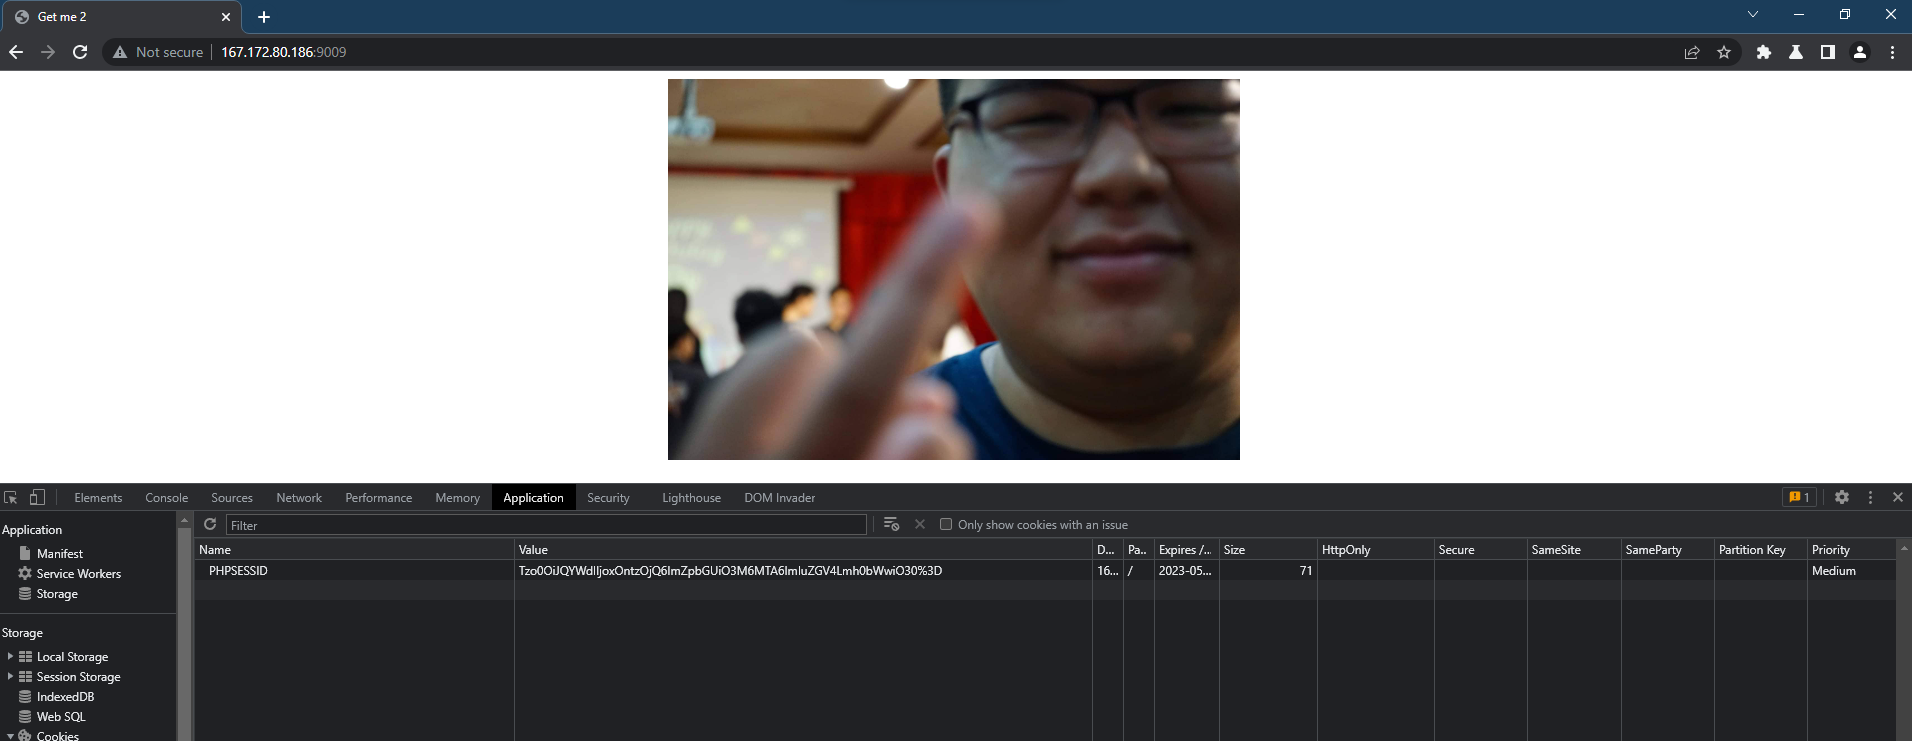 Get me 2
Not secure 167.172.80.186:9009
Elements Console Sources Network Performance Memory Application Security Lighthouse DOM Invader 1
Application
Filter
Only show cookies with an issue
Name Value D... Pa.. Expires /... Size HttpOnly Secure SameSite SameParty Partition Key Priority
Manifest
PHPSESSID Tzo0OiJQYWdlIjoxOntzOjQ6ImZpbGUiO3M6MTA6ImluZGV4Lmh0bWwiO30%3D 16... / 2023-05... 71 Medium
Service Workers
Storage
Storage
Local Storage
Session Storage
IndexedDB
Web SQL
Cookies